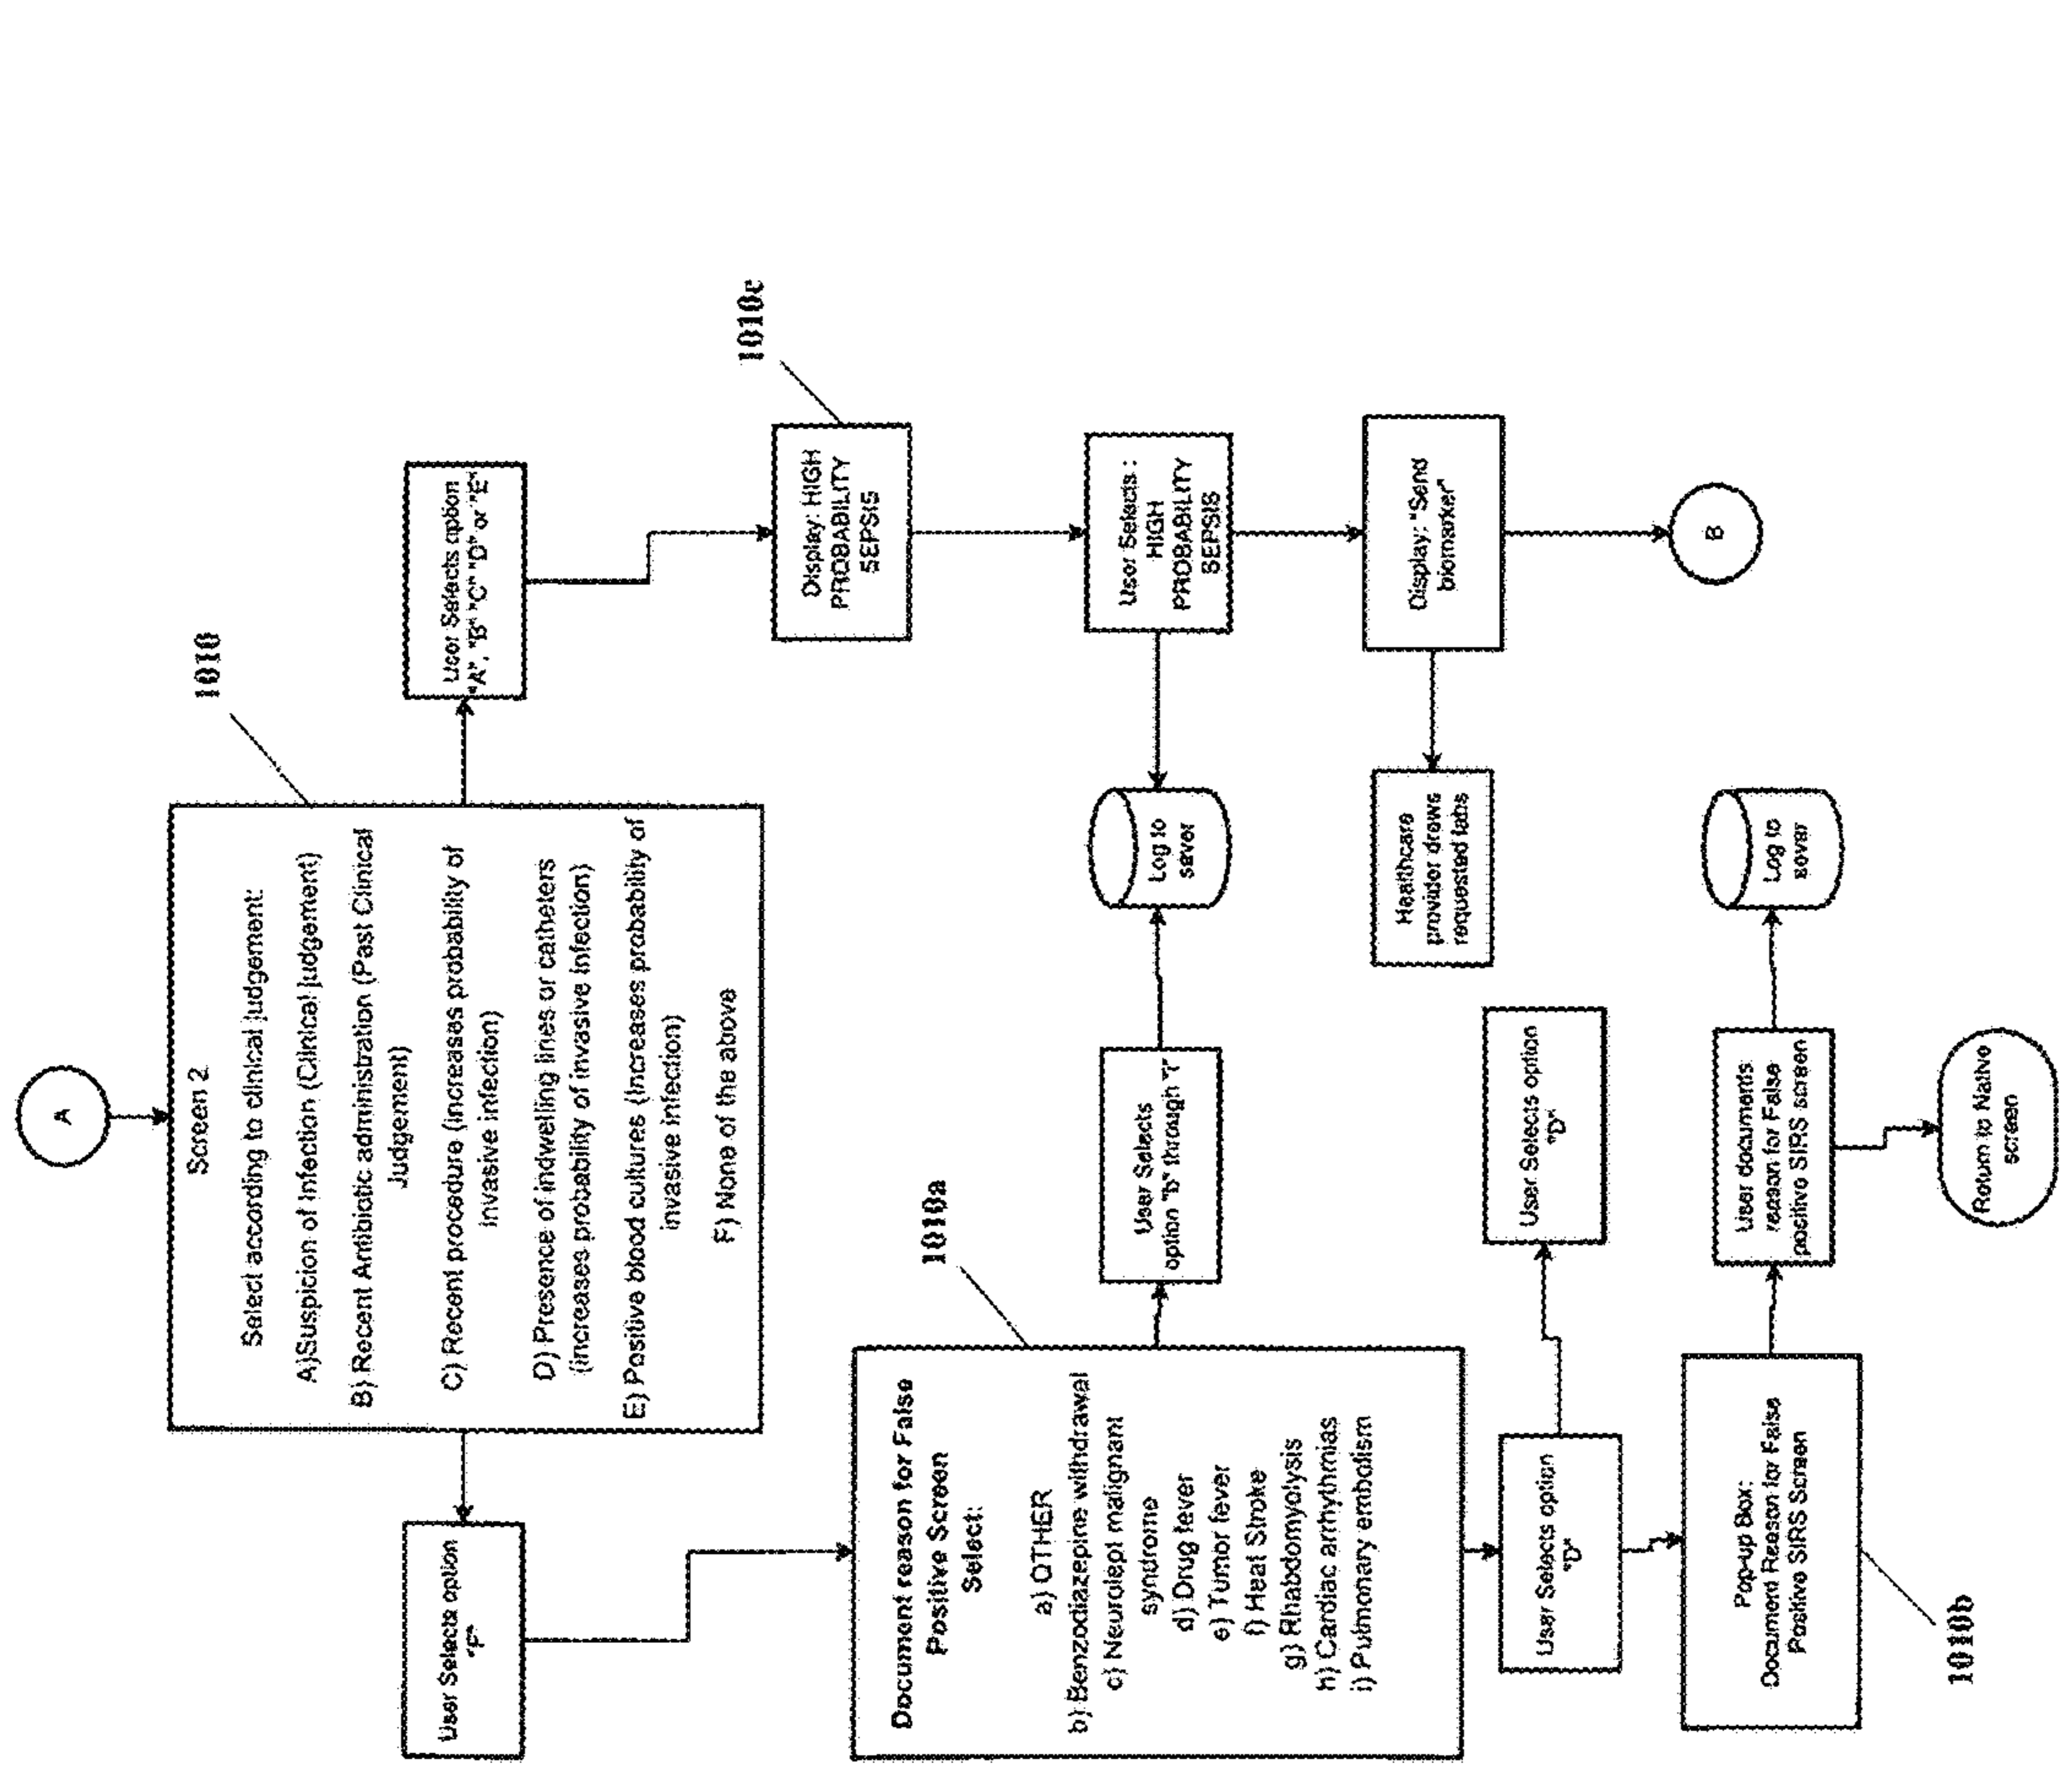 A
1010
Screen 2
Select according to clinical judgement:
A)Suspicion of Infection (Clinical judgement)
B) Recent Antibiotic administration (Past Clinical
Judgement)
C) Recent procedure (increases probability of
invasive infection)
D) Presence of indwelling lines or catheters
(increases probability of invasive infection)
E) Positive blood cultures (increases probability of
invasive infection)
F) None of the above
User Selects option
"F"
User Selects option
"A", "B" "C" "D" or "E"
1010c
Display: HIGH
PROBABILITY
SEPSIS
1010a
Document reason for False
Positive Screen
Select:
a) OTHER
b) Benzodiazepine withdrawal
c) Neurolept malignant
syndrome
d) Drug fever
e) Tumor fever
f) Heat Stroke
g) Rhabdomyolysis
h) Cardiac arrhythmias
i) Pulmonary embolism
User Selects
option "b" through "i"
Log to
sever
User Selects :
HIGH
PROBABILITY
SEPSIS
Healthcare
provider draws
requested labs
Display: "Send
biomarker"
User Selects option
"D"
User Selects option
"D"
Pop-up Box:
Document Reason for False
Positive SIRS Screen
1010b
User documents
reason for False
positive SIRS screen
Log to
sever
B
Return to Native
screen